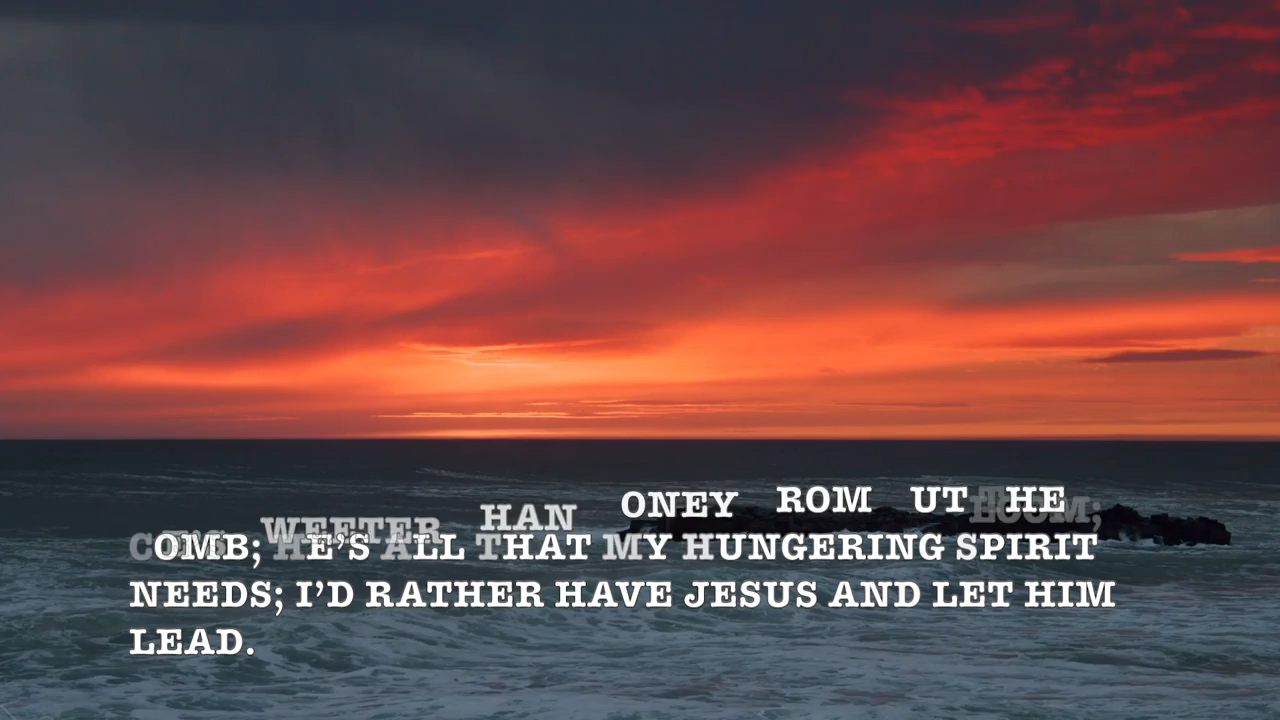 WEETER HAN ONEY ROM UT HE
OMB; HE'S ALL THAT MY HUNGERING SPIRIT
NEEDS; I'D RATHER HAVE JESUS AND LET HIM
LEAD.